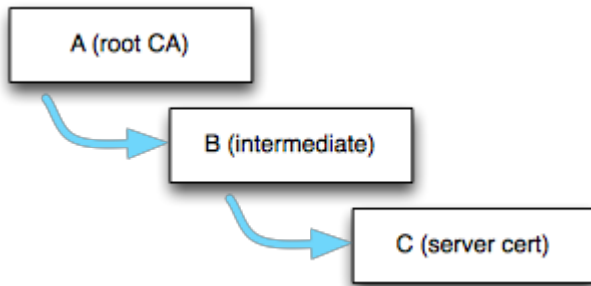 A (root CA)
B (intermediate)
C (server cert)